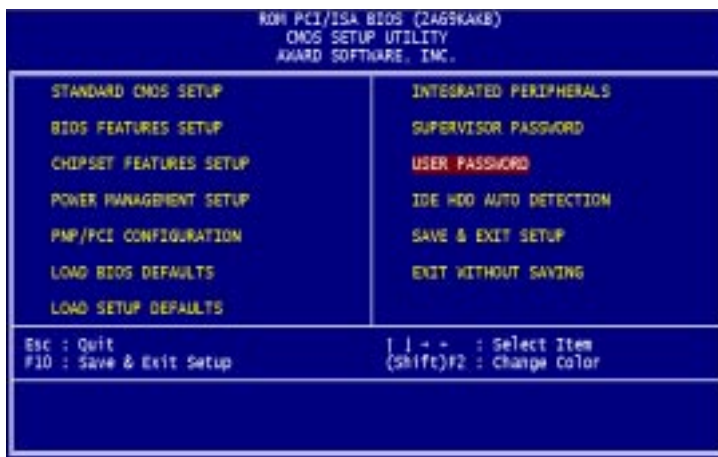 ROM PCI/ISA BIOS (2A69KAKB)
CMOS SETUP UTILITY
AWARD SOFTWARE, INC.
STANDARD CMOS SETUP
BIOS FEATURES SETUP
CHIPSET FEATURES SETUP
POWER MANAGEMENT SETUP
PNP/PCI CONFIGURATION
LOAD BIOS DEFAULTS
LOAD SETUP DEFAULTS
INTEGRATED PERIPHERALS
SUPERVISOR PASSWORD
USER PASSWORD
IDE HDD AUTO DETECTION
SAVE & EXIT SETUP
EXIT WITHOUT SAVING
Esc : Quit
F10 : Save & Exit Setup
: Select Item
(Shift)F2 : Change Color